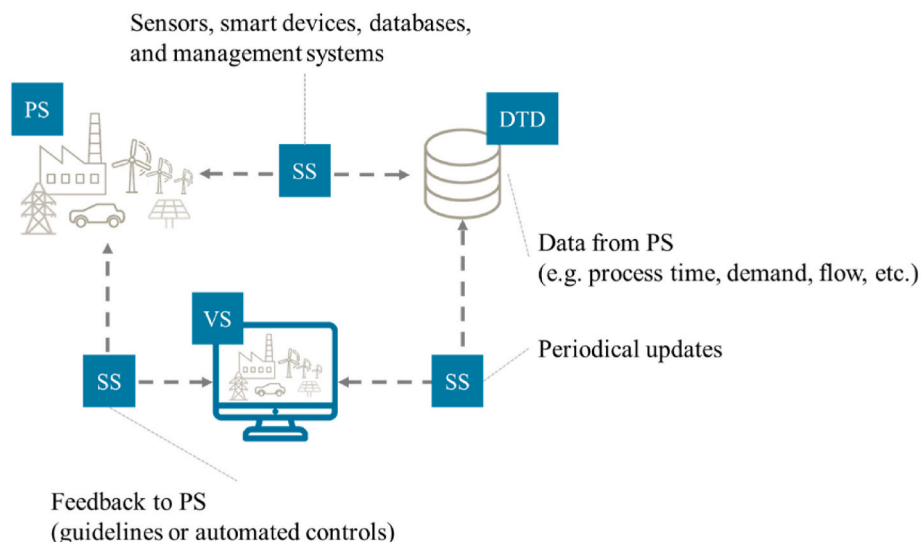 Sensors, smart devices, databases,
and management systems
PS
DTD
SS
Data from PS
(e.g. process time, demand, flow, etc.)
VS
Periodical updates
SS
SS
Feedback to PS
(guidelines or automated controls)